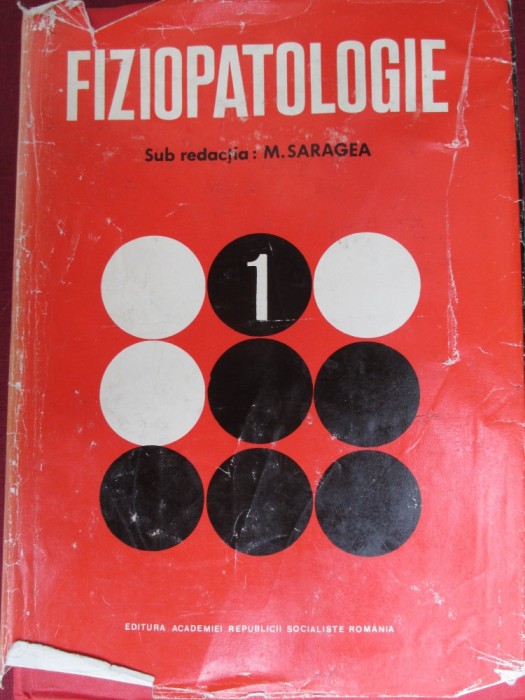 FIZIOPATOLOGIE
Sub redacția: M. SARAGEA
1
EDITURA ACADEMIEI REPUBLICII SOCIALISTE ROMÂNIA